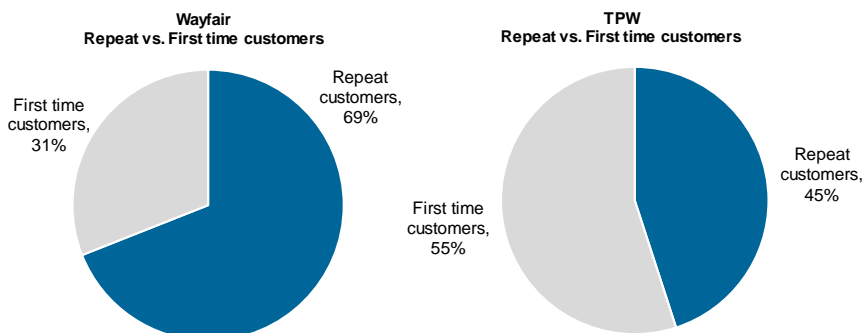 Wayfair
Repeat vs. First time customers
First time
customers,
31%
Repeat
customers,
69%
TPW
Repeat vs. First time customers
First time
customers,
55%
Repeat
customers,
45%